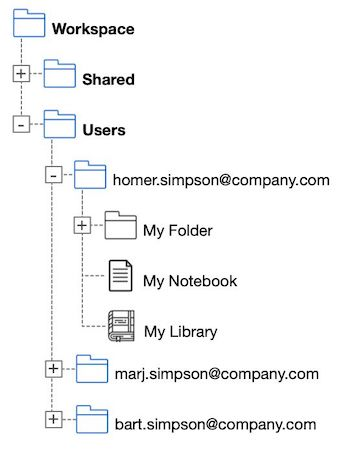 Workspace
Shared
Users
homer.simpson@company.com
My Folder
My Notebook
My Library
marj.simpson@company.com
bart.simpson@company.com